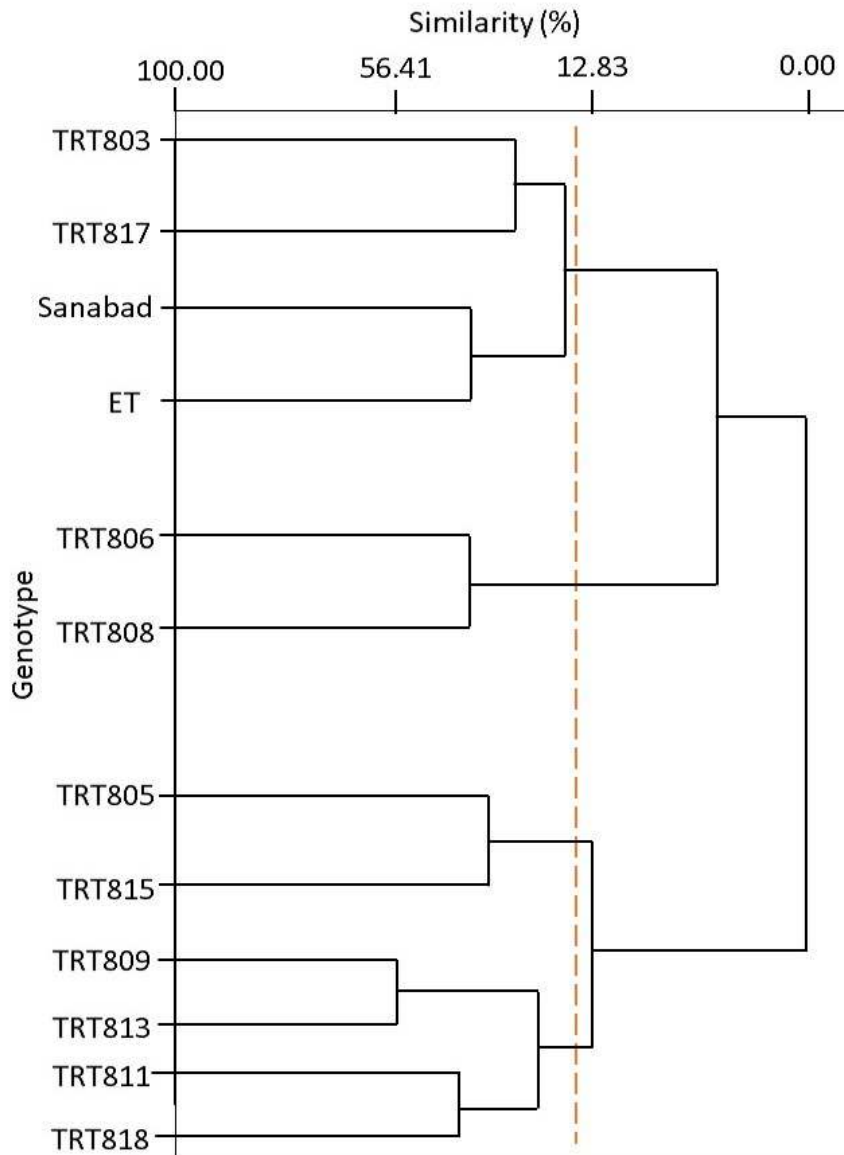 Similarity (%)
100.00 56.41 12.83 0.00
TRT803
TRT817
Sanabad
ET
TRT806
TRT808
Genotype
TRT805
TRT815
TRT809
TRT813
TRT811
TRT818